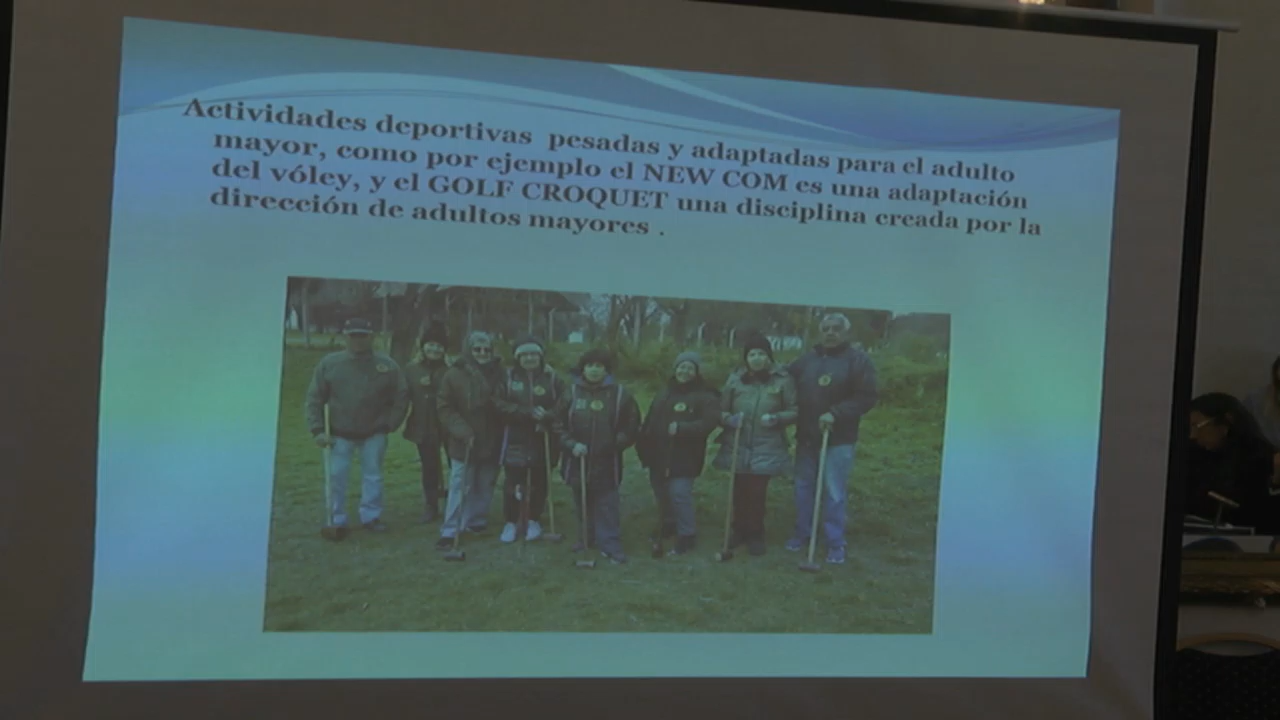 Actividades deportivas pesadas y adaptadas para el adulto
mayor, como por ejemplo el NEW COM es una adaptación
del vóley, y el GOLF CROQUET una disciplina creada por la
dirección de adultos mayores .